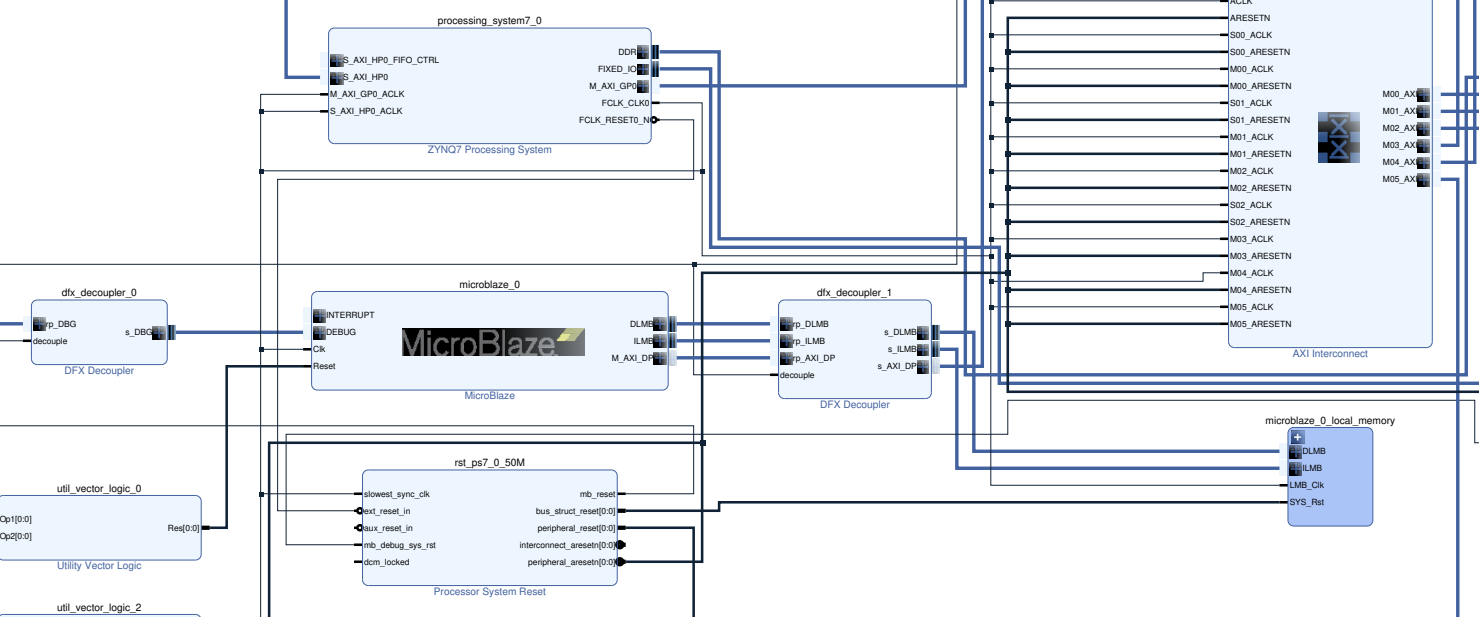 processing_system7_0
S_AXI_HP0_FIFO_CTRL
S_AXI_HP0
M_AXI_GP0_ACLK
S_AXI_HP0_ACLK
DDR
FIXED_IO
M_AXI_GP0
FCLK_CLK0
FCLK_RESET0_N
ZYNQ7 Processing System
ACLK
ARESETN
S00_ACLK
S00_ARESETN
M00_ACLK
M00_ARESETN
S01_ACLK
S01_ARESETN
M01_ACLK
M01_ARESETN
M02_ACLK
M02_ARESETN
S02_ACLK
S02_ARESETN
M03_ACLK
M03_ARESETN
M04_ACLK
M04_ARESETN
M05_ACLK
M05_ARESETN
M00_AXI
M01_AXI
M02_AXI
M03_AXI
M04_AXI
M05_AXI
AXI Interconnect
dfx_decoupler_0
rp_DBG
decouple
s_DBG
DFX Decoupler
microblaze_0
INTERRUPT
DEBUG
Clk
Reset
MicroBlaze
DLMB
ILMB
M_AXI_DP
MicroBlaze
dfx_decoupler_1
rp_DLMB
rp_ILMB
rp_AXI_DP
decouple
s_DLMB
s_ILMB
s_AXI_DP
DFX Decoupler
microblaze_0_local_memory
DLMB
ILMB
LMB_Clk
SYS_Rst
rst_ps7_0_50M
slowest_sync_clk
ext_reset_in
aux_reset_in
mb_debug_sys_rst
dcm_locked
mb_reset
bus_struct_reset[0:0]
peripheral_reset[0:0]
interconnect_aresetn[0:0]
peripheral_aresetn[0:0]
Processor System Reset
util_vector_logic_0
Op1[0:0]
Op2[0:0]
Res[0:0]
Utility Vector Logic
util_vector_logic_2